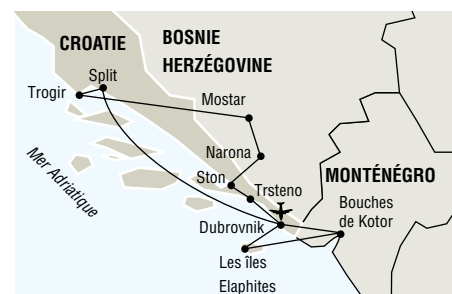 CROATIE
BOSNIE
HERZÉGOVINE
Split
Trogir
Mostar
Mer Adriatique
Narona
Ston
Trsteno
MONTÉNÉGRO
Bouches
de Kotor
Dubrovnik
Les îles
Elaphites